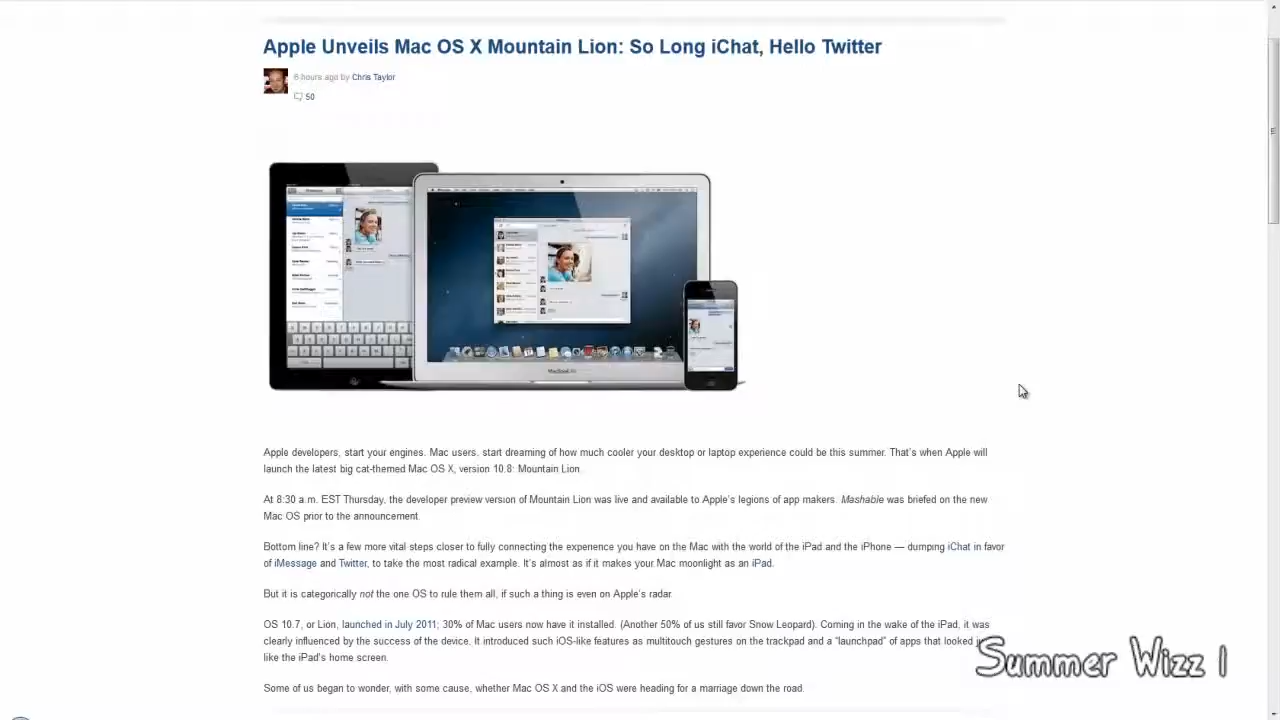 Apple Unveils Mac OS X Mountain Lion: So Long iChat, Hello Twitter
6 hours ago by Chris Taylor
50
Apple developers, start your engines. Mac users, start dreaming of how much cooler your desktop or laptop experience could be this summer. That's when Apple will
launch the latest big cat-themed Mac OS X, version 10.8: Mountain Lion.
At 8:30 a.m. EST Thursday, the developer preview version of Mountain Lion was live and available to Apple's legions of app makers. Mashable was briefed on the new
Mac OS prior to the announcement.
Bottom line? It's a few more vital steps closer to fully connecting the experience you have on the Mac with the world of the iPad and the iPhone — dumping iChat in favor
of iMessage and Twitter, to take the most radical example. It's almost as if it makes your Mac moonlight as an iPad.
But it is categorically not the one OS to rule them all, if such a thing is even on Apple's radar.
OS 10.7, or Lion, launched in July 2011; 30% of Mac users now have it installed. (Another 50% of us still favor Snow Leopard). Coming in the wake of the iPad, it was
clearly influenced by the success of the device. It introduced such iOS-like features as multitouch gestures on the trackpad and a "launchpad" of apps that looked
like the iPad's home screen.
Summer Wizz 1
Some of us began to wonder, with some cause, whether Mac OS X and the iOS were heading for a marriage down the road.